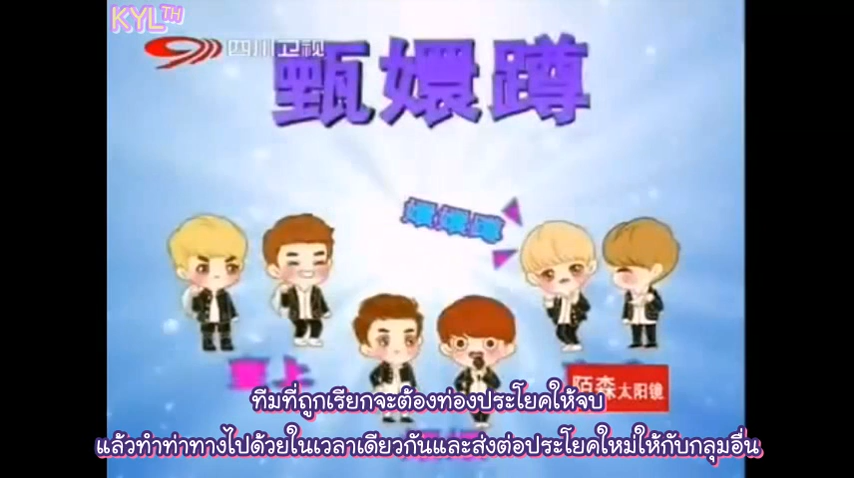 KYL TH
四川卫视
甄嬛蹲
嬛嬛蹲
陌森太阳镜
ทีมที่ถูกเรียกจะต้องท่องประโยคให้จบ
แล้วทำท่าทางไปด้วยในเวลาเดียวกันและส่งต่อประโยคใหม่ให้กับกลุ่มอื่น